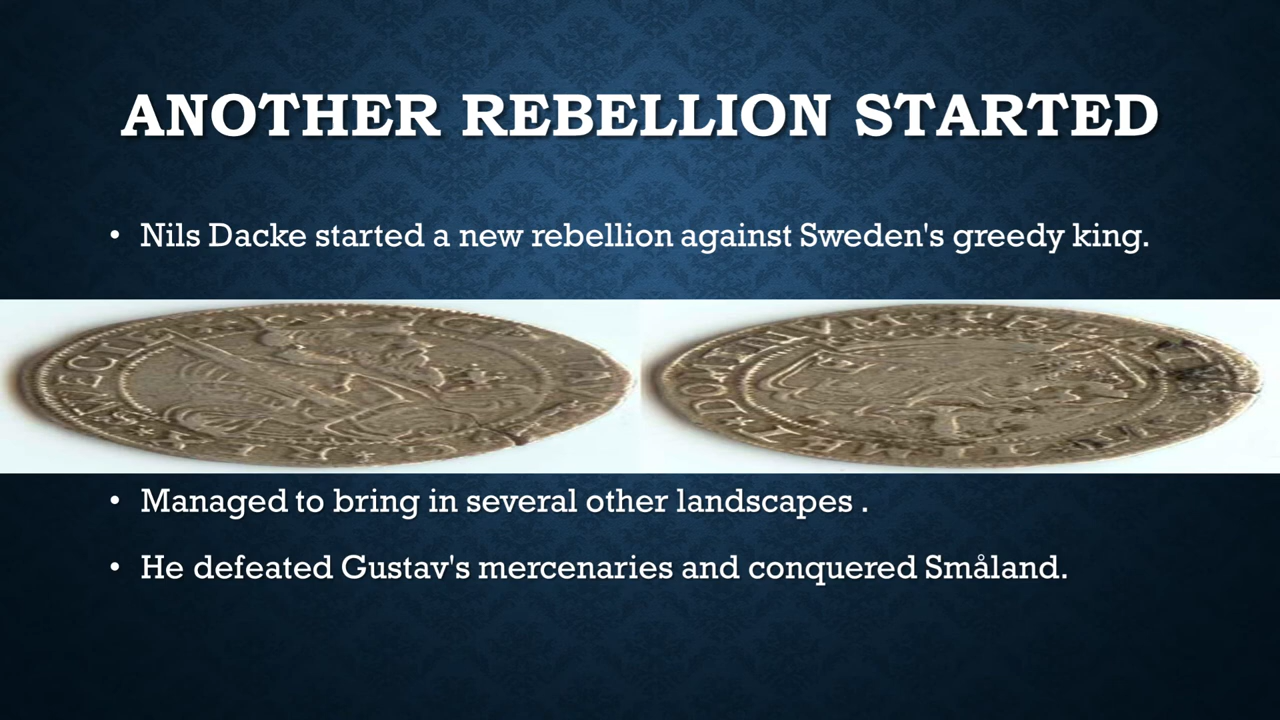 ANOTHER REBELLION STARTED
• Nils Dacke started a new rebellion against Sweden's greedy king.
• Managed to bring in several other landscapes .
• He defeated Gustav's mercenaries and conquered Småland.